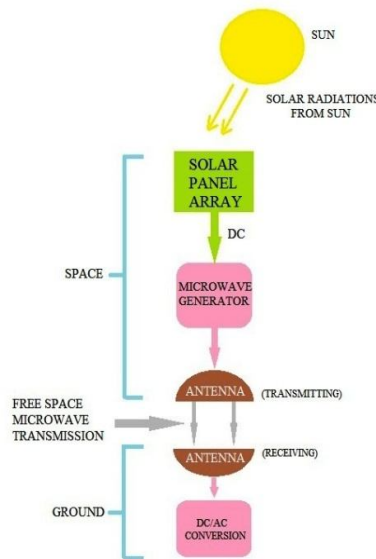 SUN
SOLAR RADIATIONS
FROM SUN
SOLAR
PANEL
ARRAY
DC
SPACE
MICROWAVE
GENERATOR
ANTENNA
(TRANSMITTING)
FREE SPACE
MICROWAVE
TRANSMISSION
ANTENNA
(RECEIVING)
GROUND
DC/AC
CONVERSION